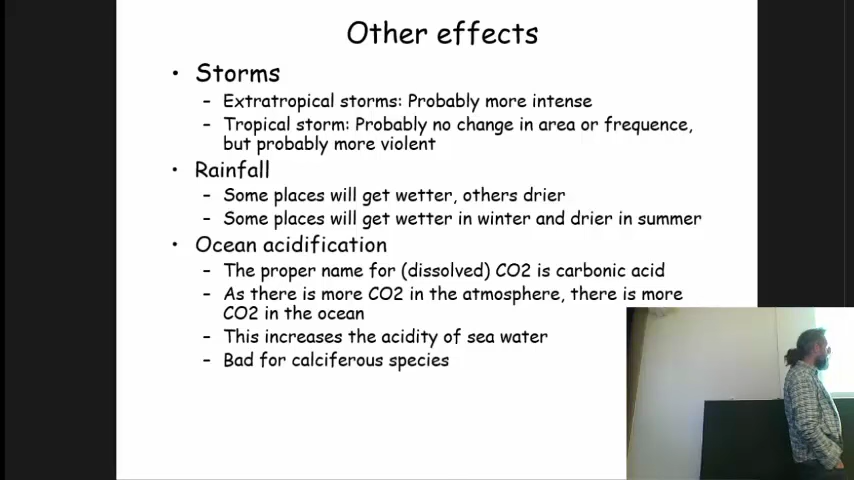 Other effects
• Storms
– Extratropical storms: Probably more intense
– Tropical storm: Probably no change in area or frequence,
but probably more violent
• Rainfall
– Some places will get wetter, others drier
– Some places will get wetter in winter and drier in summer
• Ocean acidification
– The proper name for (dissolved) CO2 is carbonic acid
– As there is more CO2 in the atmosphere, there is more
CO2 in the ocean
– This increases the acidity of sea water
– Bad for calciferous species